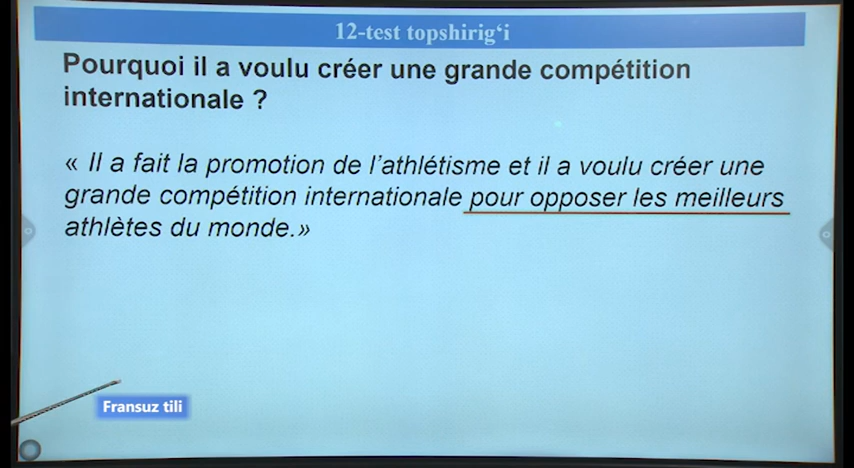 12-test topshirig‘i
Pourquoi il a voulu créer une grande compétition
internationale ?
« Il a fait la promotion de l’athlétisme et il a voulu créer une
grande compétition internationale pour opposer les meilleurs
athlètes du monde.»
Fransuz tili